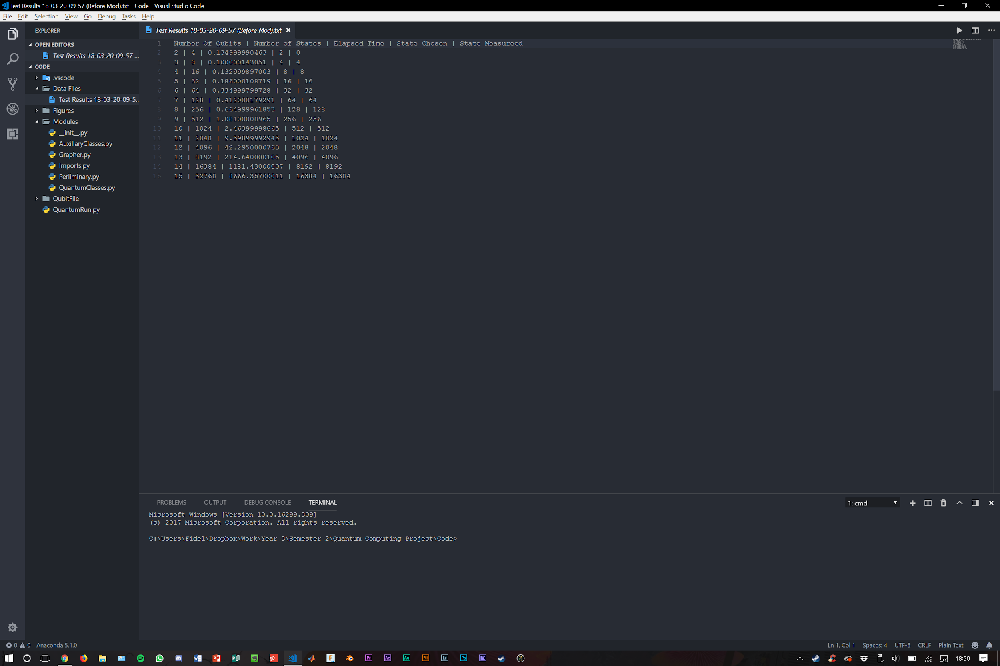 Test Results 18-03-20-09-57 (Before Mod).txt - Code - Visual Studio Code
File Edit Selection View Go Debug Tasks Help
EXPLORER
OPEN EDITORS
Test Results 18-03-20-09-57 ...
CODE
.vscode
Data Files
Test Results 18-03-20-09-5..
Figures
Modules
__init__.py
AuxillaryClasses.py
Grapher.py
Imports.py
Perliminary.py
QuantumClasses.py
QubitFile
QuantumRun.py
Test Results 18-03-20-09-57 (Before Mod).txt
1 Number Of Qubits | Number of States | Elapsed Time | State Chosen | State Measureed
2 2 | 4 | 0.134999990463 | 2 | 0
3 3 | 8 | 0.100000143051 | 4 | 4
4 4 | 16 | 0.132999897003 | 8 | 8
5 5 | 32 | 0.186000108719 | 16 | 16
6 6 | 64 | 0.334999799728 | 32 | 32
7 7 | 128 | 0.412000179291 | 64 | 64
8 8 | 256 | 0.664999961853 | 128 | 128
9 9 | 512 | 1.08100008965 | 256 | 256
10 10 | 1024 | 2.46399998665 | 512 | 512
11 11 | 2048 | 9.39899992943 | 1024 | 1024
12 12 | 4096 | 42.2950000763 | 2048 | 2048
13 13 | 8192 | 214.640000105 | 4096 | 4096
14 14 | 16384 | 1181.43000007 | 8192 | 8192
15 15 | 32768 | 8666.35700011 | 16384 | 16384
PROBLEMS OUTPUT DEBUG CONSOLE TERMINAL
1: cmd
Microsoft Windows [Version 10.0.16299.309]
(c) 2017 Microsoft Corporation. All rights reserved.
C:\Users\Fidel\Dropbox\Work\Year 3\Semester 2\Quantum Computing Project\Code>
0 0 Anaconda 5.1.0
Ln 1, Col 1 Spaces: 4 UTF-8 CRLF Plain Text
Pr Ae Au Ai Lr Ps
18:50